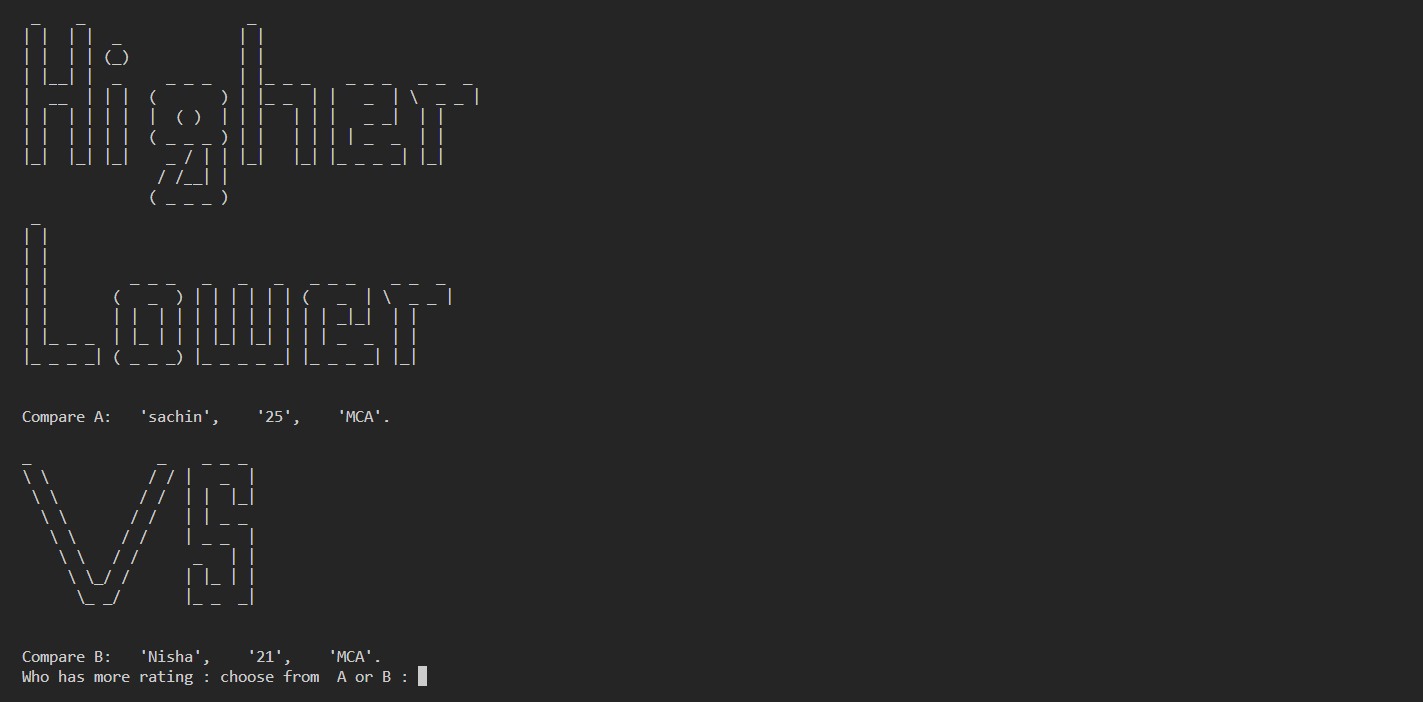 Higher
Lower
Compare A:   'sachin',    '25',    'MCA'.
VS
Compare B:   'Nisha',    '21',    'MCA'.
Who has more rating : choose from  A or B :